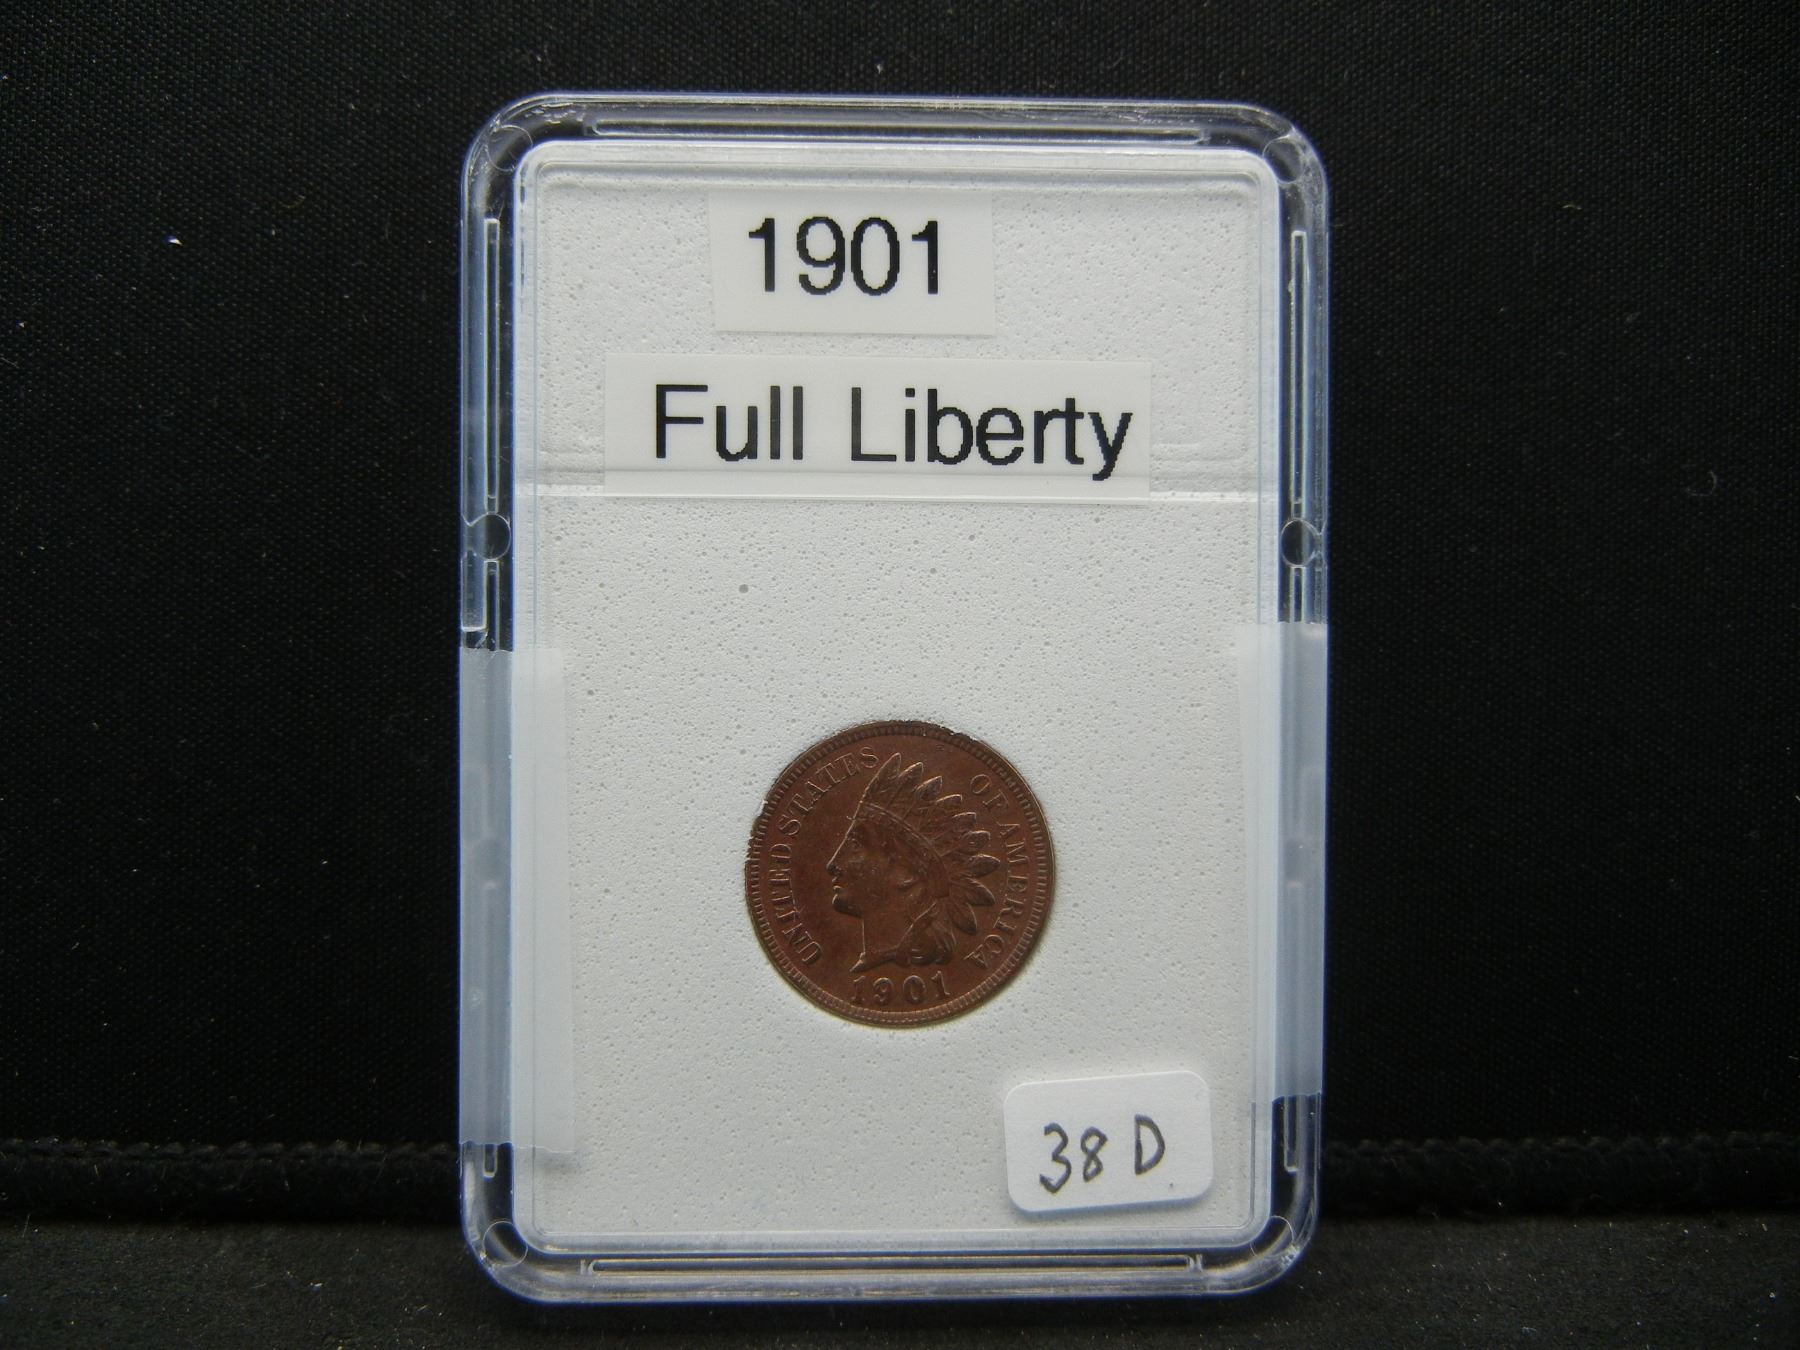 1901
Full Liberty
UNITED STATES OF AMERICA
1901
38 D